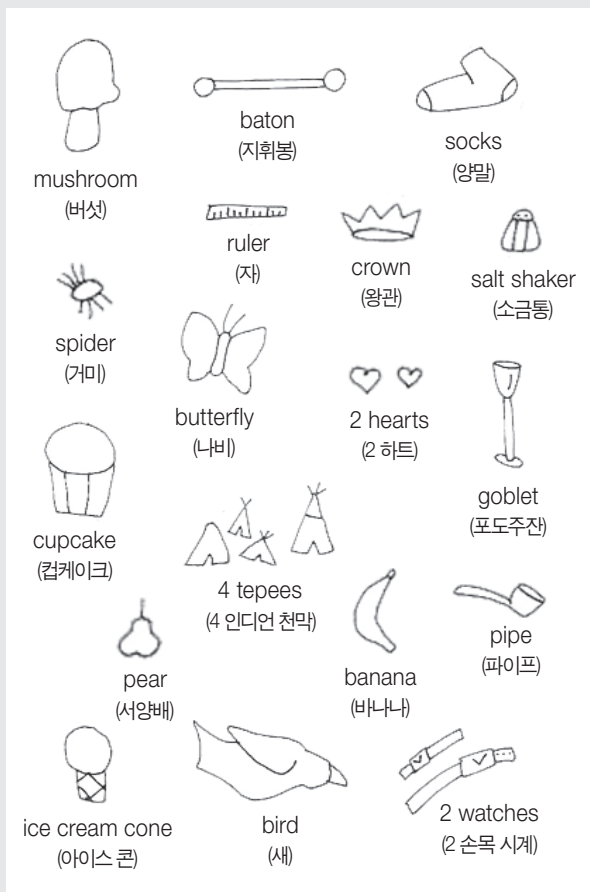 mushroom
(버섯)
baton
(지휘봉)
socks
(양말)
ruler
(자)
crown
(왕관)
salt shaker
(소금통)
spider
(거미)
butterfly
(나비)
2 hearts
(2 하트)
goblet
(포도주잔)
cupcake
(컵케이크)
4 tepees
(4 인디언 천막)
pear
(서양배)
banana
(바나나)
pipe
(파이프)
ice cream cone
(아이스 콘)
bird
(새)
2 watches
(2 손목 시계)